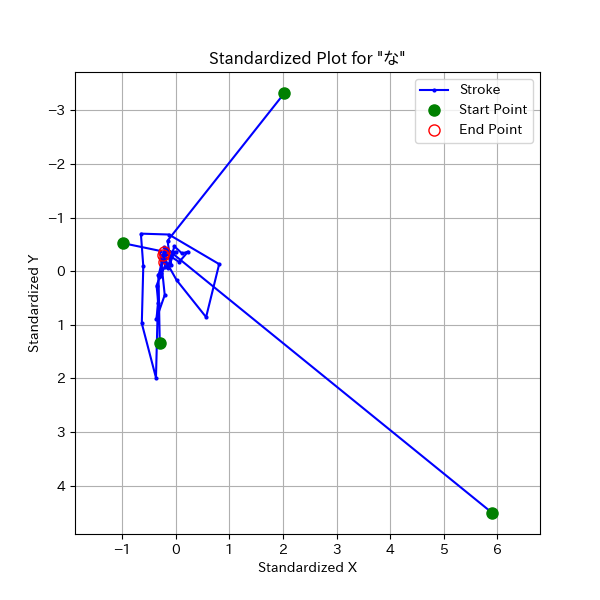 Standardized Plot for "な"
Stroke
Start Point
End Point
−3
−2
−1
0
1
2
3
4
Standardized Y
−1 0 1 2 3 4 5 6
Standardized X